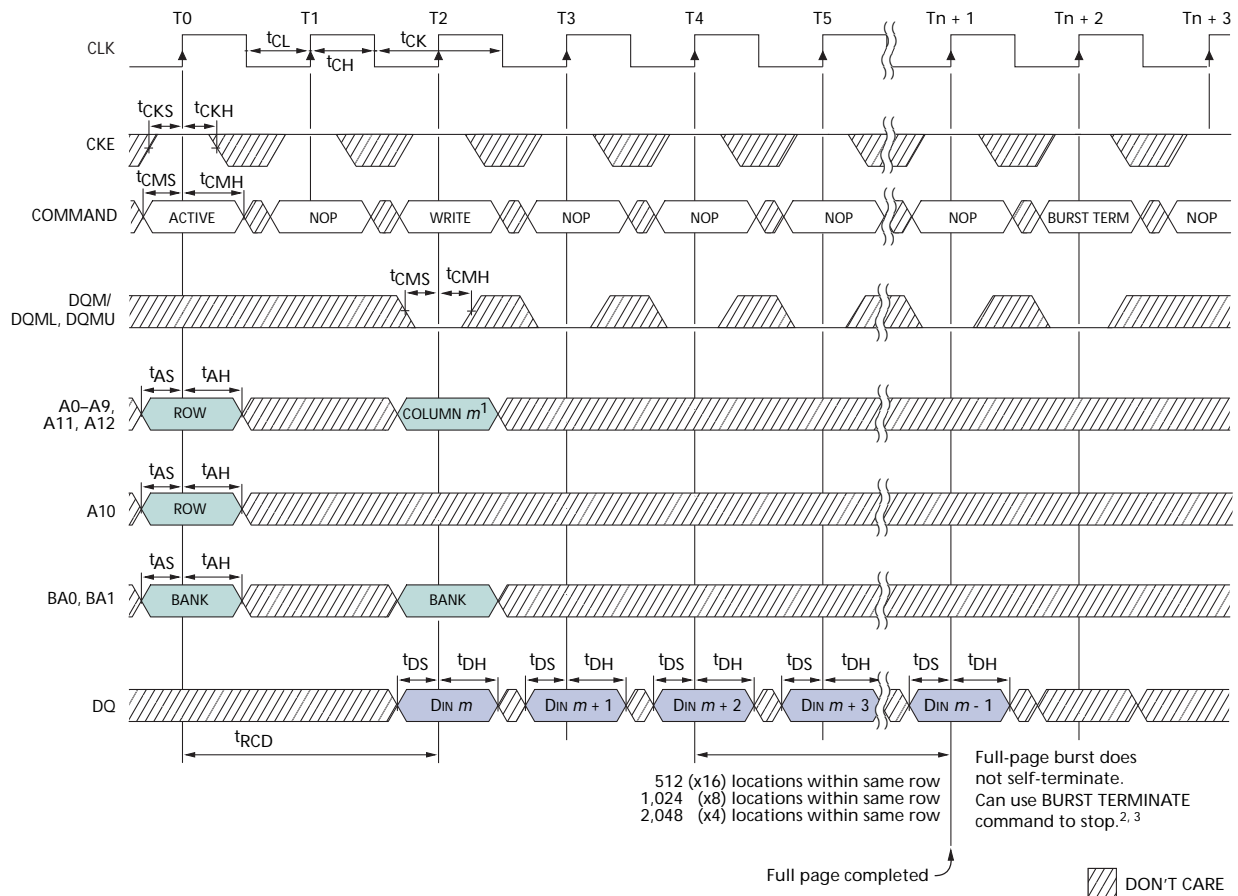 T0 T1 T2 T3 T4 T5 Tn + 1 Tn + 2 Tn + 3
CLK
tCL tCK
tCH
tCKS tCKH
CKE
tCMS tCMH
COMMAND ACTIVE NOP WRITE NOP NOP NOP NOP BURST TERM NOP
tCMS tCMH
DQM/
DQML, DQMU
tAS tAH
A0–A9,
A11, A12
ROW COLUMN m1
tAS tAH
A10 ROW
tAS tAH
BA0, BA1 BANK BANK
tDS tDH tDS tDH tDS tDH tDS tDH tDS tDH
DQ DIN m DIN m + 1 DIN m + 2 DIN m + 3 DIN m - 1
tRCD
512 (x16) locations within same row
1,024 (x8) locations within same row
2,048 (x4) locations within same row
Full-page burst does
not self-terminate.
Can use BURST TERMINATE
command to stop.2, 3
Full page completed
DON'T CARE